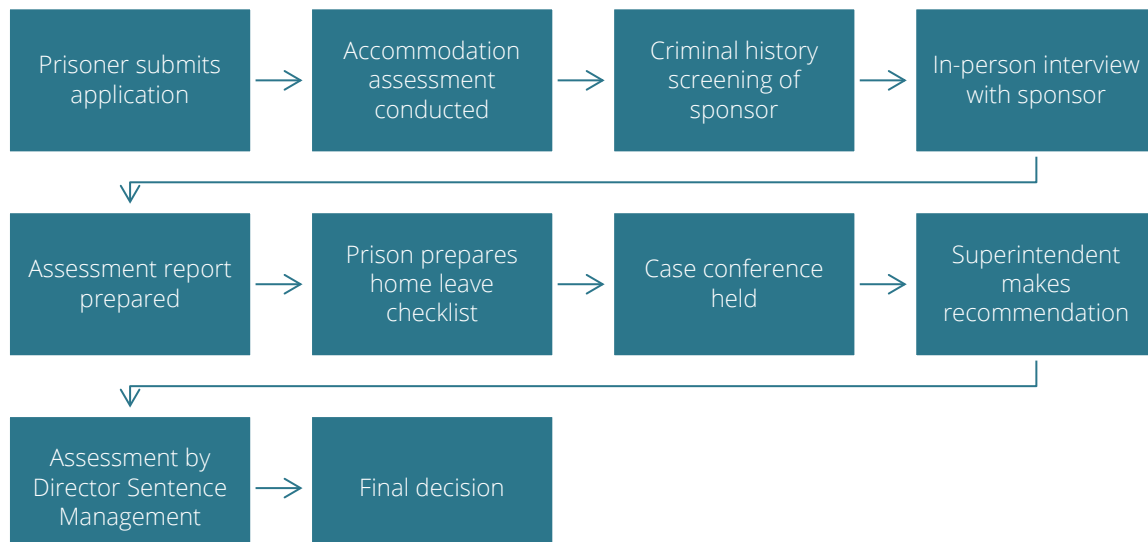 Prisoner submits
application
Accommodation
assessment
conducted
Criminal history
screening of
sponsor
In-person interview
with sponsor
Assessment report
prepared
Prison prepares
home leave
checklist
Case conference
held
Superintendent
makes
recommendation
Assessment by
Director Sentence
Management
Final decision